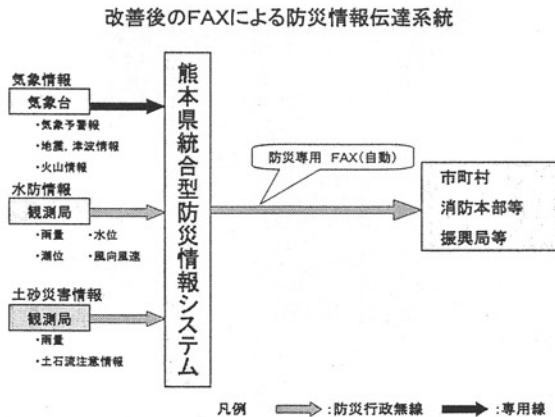 改善後のFAXによる防災情報伝達系統
気象情報
気象台
・気象予警報
・地震，津波情報
・火山情報
水防情報
観測局
・雨量 ・水位
・潮位 ・風向風速
土砂災害情報
観測局
・雨量
・土石流注意情報
熊本県統合型防災情報システム
防災専用 FAX(自動)
市町村
消防本部等
振興局等
凡例 :防災行政無線 :専用線